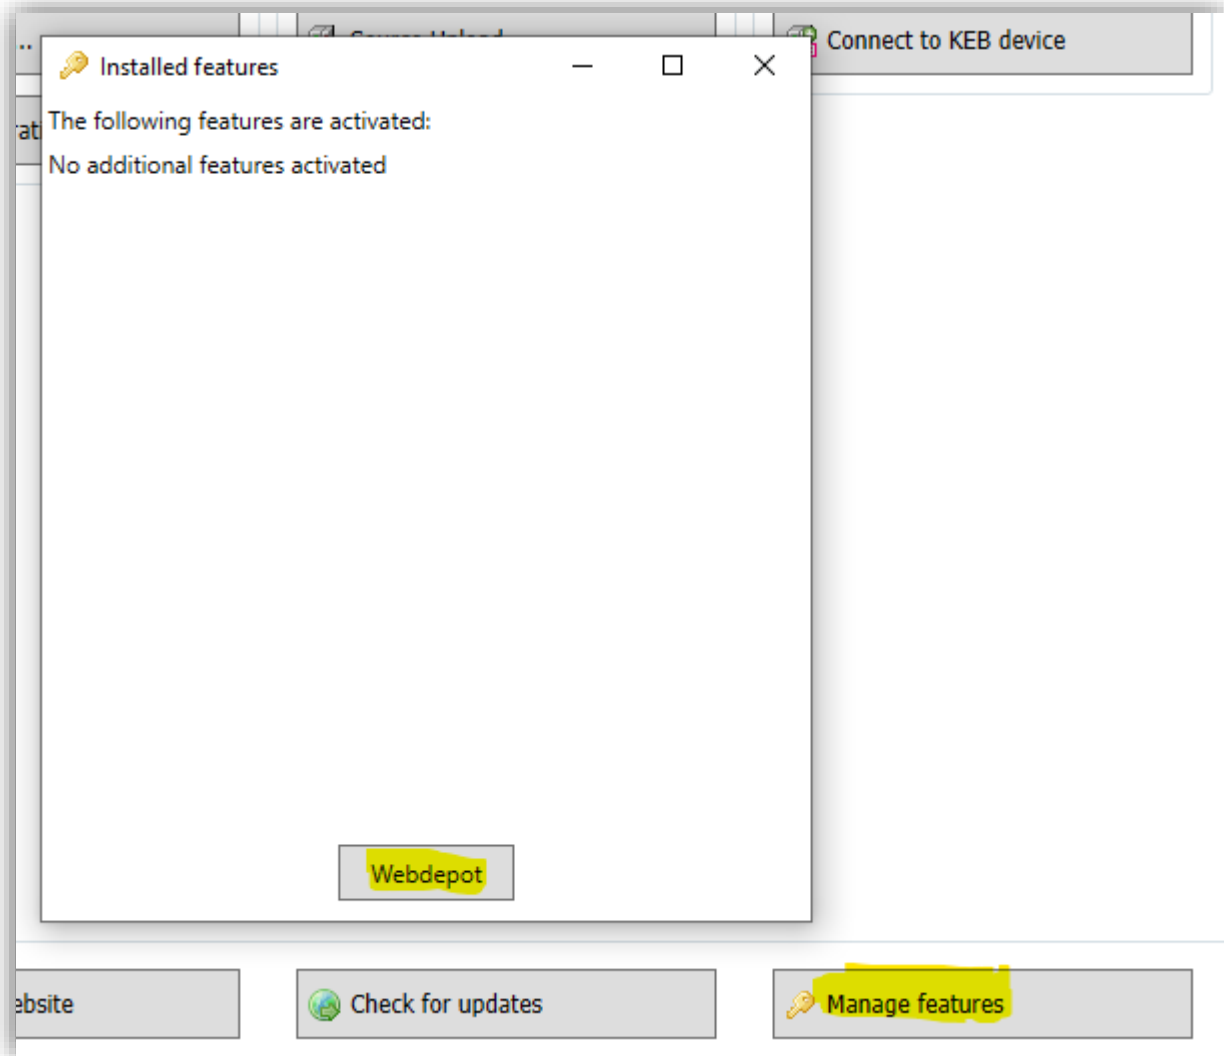 ..
Connect to KEB device
Installed features
The following features are activated:
No additional features activated
Webdepot
Check for updates
Manage features